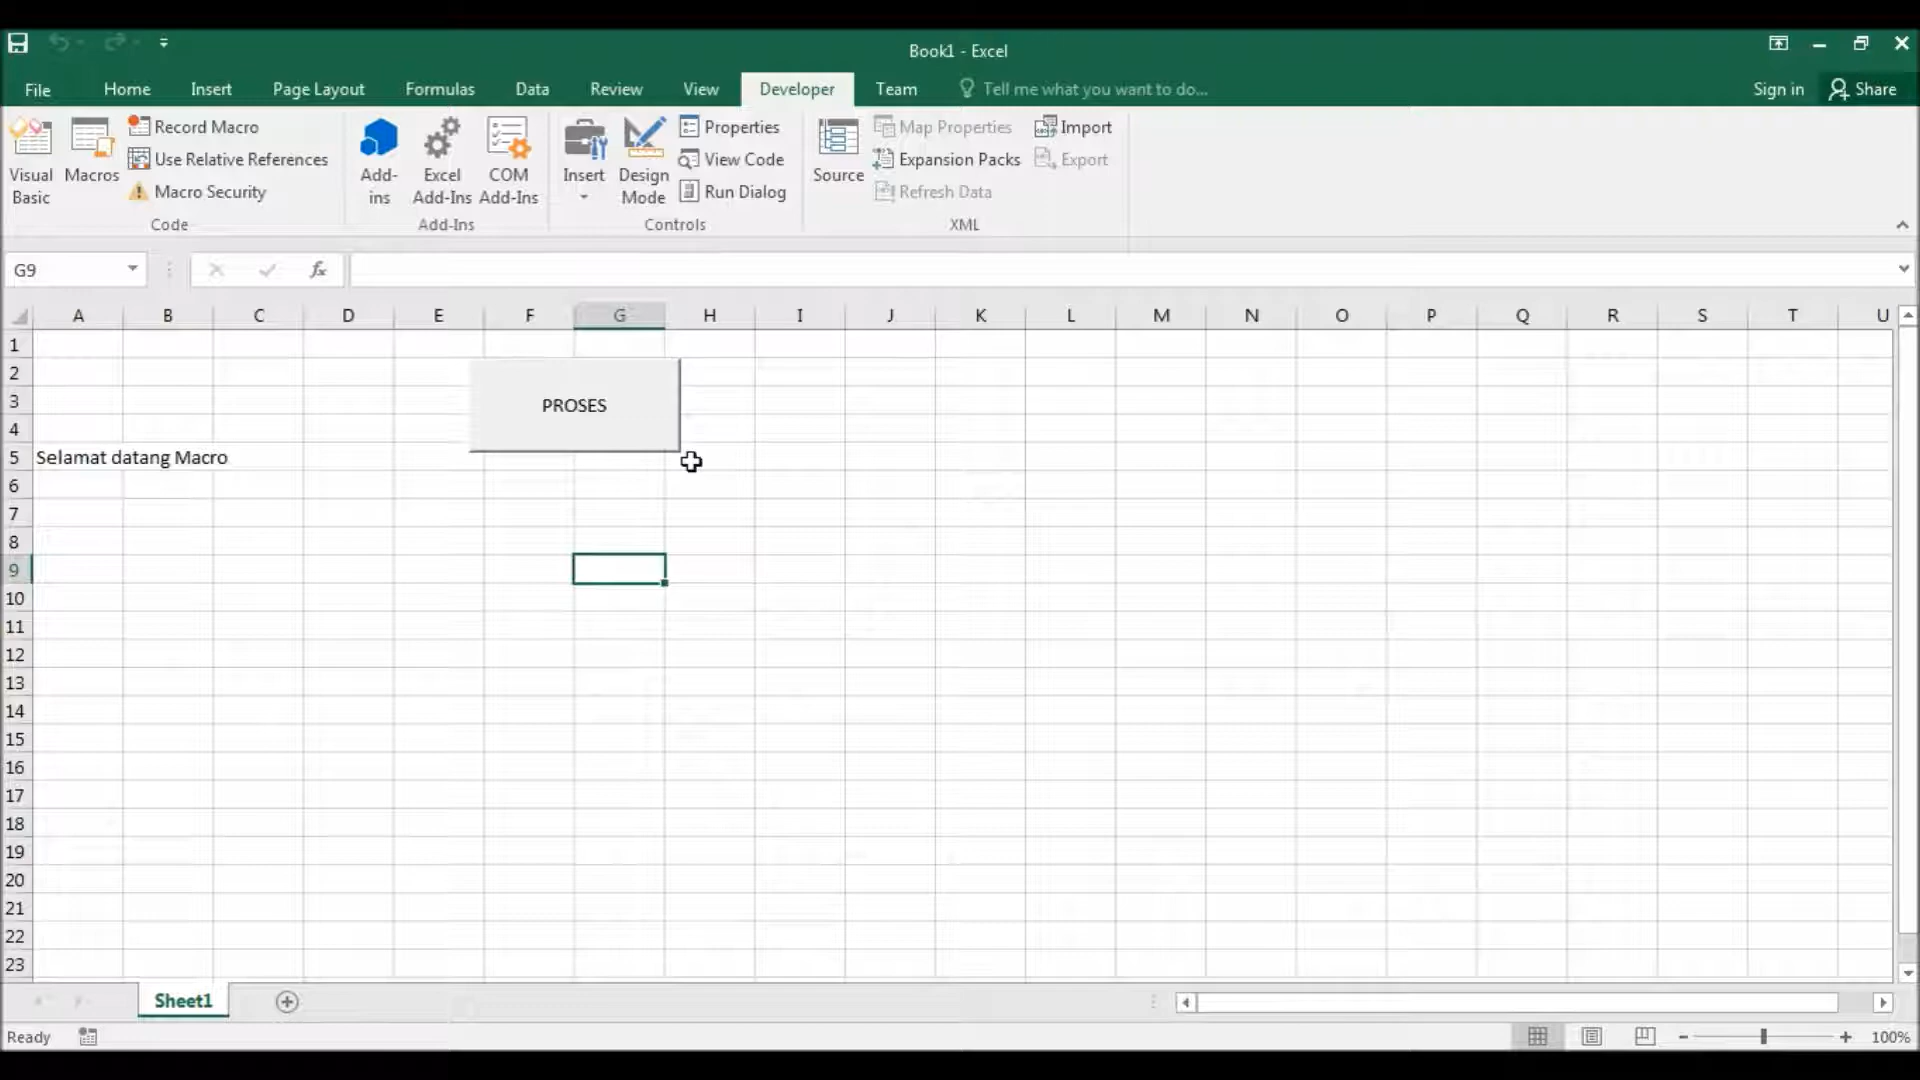 Book1 - Excel
File Home Insert Page Layout Formulas Data Review View Developer Team Tell me what you want to do... Sign in Share
Visual Basic
Macros
Record Macro
Use Relative References
Macro Security
Code
Add-ins
Excel Add-Ins
COM Add-Ins
Add-Ins
Insert
Design Mode
Properties
View Code
Run Dialog
Controls
Source
Map Properties
Expansion Packs
Refresh Data
Import
Export
XML
G9
fx
A B C D E F G H I J K L M N O P Q R S T U
1
2
3 PROSES
4
5 Selamat datang Macro
6
7
8
9
10
11
12
13
14
15
16
17
18
19
20
21
22
23
Sheet1
Ready 100%